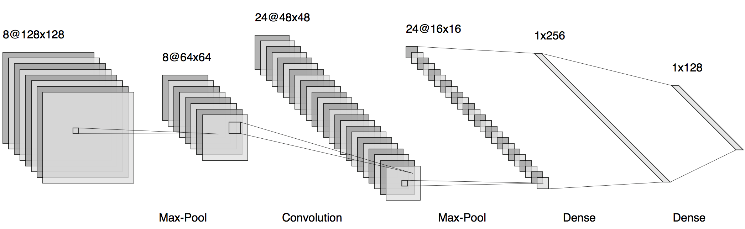 8@128x128
8@64x64
24@48x48
24@16x16
1x256
1x128
Max-Pool
Convolution
Max-Pool
Dense
Dense